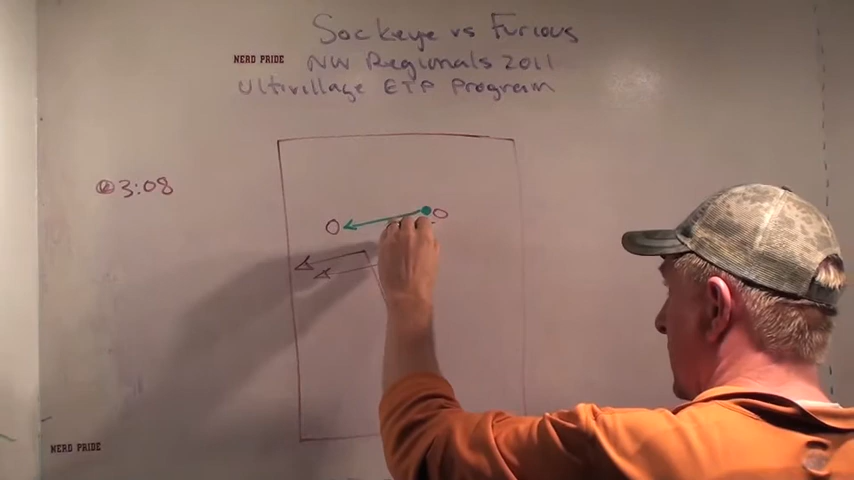 Sockeye vs Furious
NERD PRIDE
NW Regionals 2011
Ultivillage ETP Program
@3:08
O O
NERD PRIDE